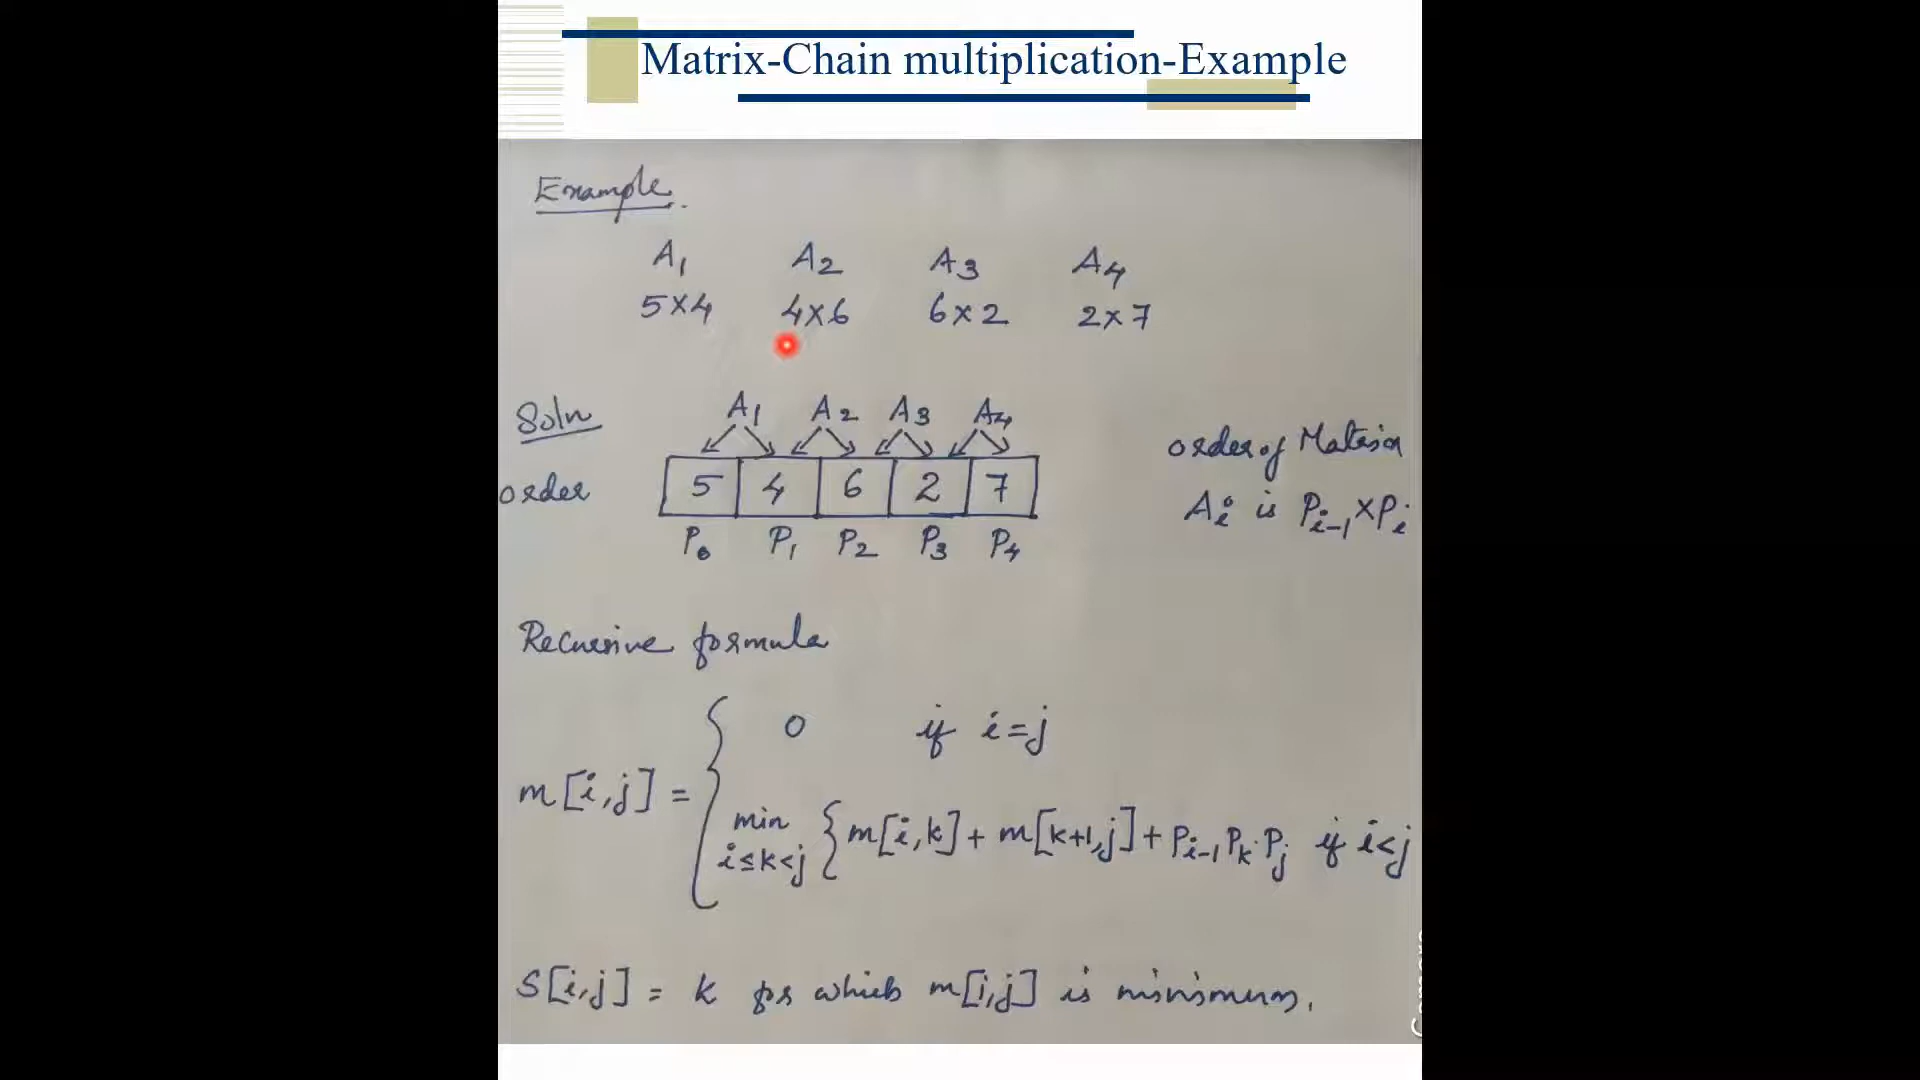 Matrix-Chain multiplication-Example
Example.
A1 A2 A3 A4
5×4 4×6 6×2 2×7
Soln
A1 A2 A3 A4
order 5 4 6 2 7
P0 P1 P2 P3 P4
order of Matrix
Ai is Pi-1×Pi
Recursive formula
m[i,j] = { 0 if i=j
min i≤k<j { m[i,k] + m[k+1,j] + Pi-1 Pk. Pj if i<j
S[i,j] = k for which m[i,j] is minimum.